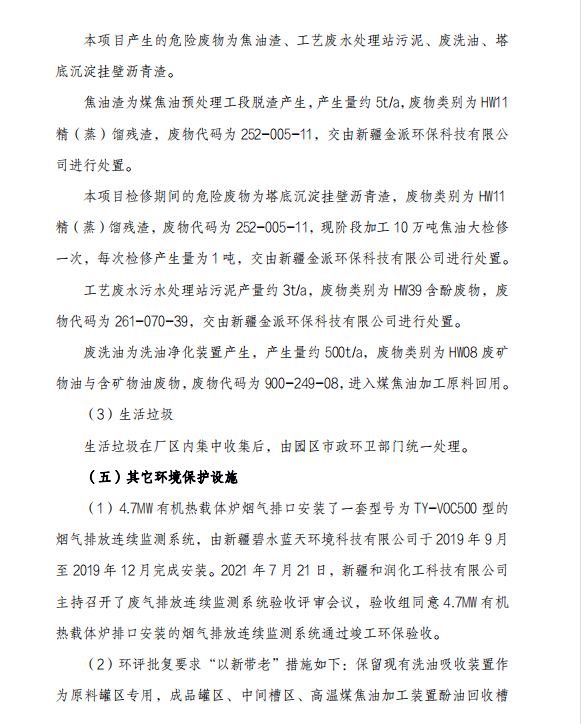 本项目产生的危险废物为焦油渣、工艺废水处理站污泥、废洗油、塔
底沉淀挂壁沥青渣。
焦油渣为煤焦油预处理工段脱渣产生，产生量约 5t/a，废物类别为 HW11
精（蒸）馏残渣，废物代码为 252-005-11，交由新疆金派环保科技有限公
司进行处置。
本项目检修期间的危险废物为塔底沉淀挂壁沥青渣，废物类别为 HW11
精（蒸）馏残渣，废物代码为 252-005-11，现阶段加工 10 万吨焦油大检修
一次，每次检修产生量为 1 吨，交由新疆金派环保科技有限公司进行处置。
工艺废水污水处理站污泥产量约 3t/a，废物类别为 HW39 含酚废物，废
物代码为 261-070-39，交由新疆金派环保科技有限公司进行处置。
废洗油为洗油净化装置产生，产生量约 500t/a，废物类别为 HW08 废矿
物油与含矿物油废物，废物代码为 900-249-08，进入煤焦油加工原料回用。
（3）生活垃圾
生活垃圾在厂区内集中收集后，由园区市政环卫部门统一处理。
（五）其它环境保护设施
（1）4.7MW 有机热载体炉烟气排口安装了一套型号为 TY-VOC500 型的
烟气排放连续监测系统，由新疆碧水蓝天环境科技有限公司于 2019 年 9 月
至 2019 年 12 月完成安装。2021 年 7 月 21 日，新疆和润化工科技有限公司
主持召开了废气排放连续监测系统验收评审会议，验收组同意 4.7MW 有机
热载体炉排口安装的烟气排放连续监测系统通过竣工环保验收。
（2）环评批复要求“以新带老”措施如下：保留现有洗油吸收装置作
为原料罐区专用，成品罐区、中间槽区、高温煤焦油加工装置酚油回收槽